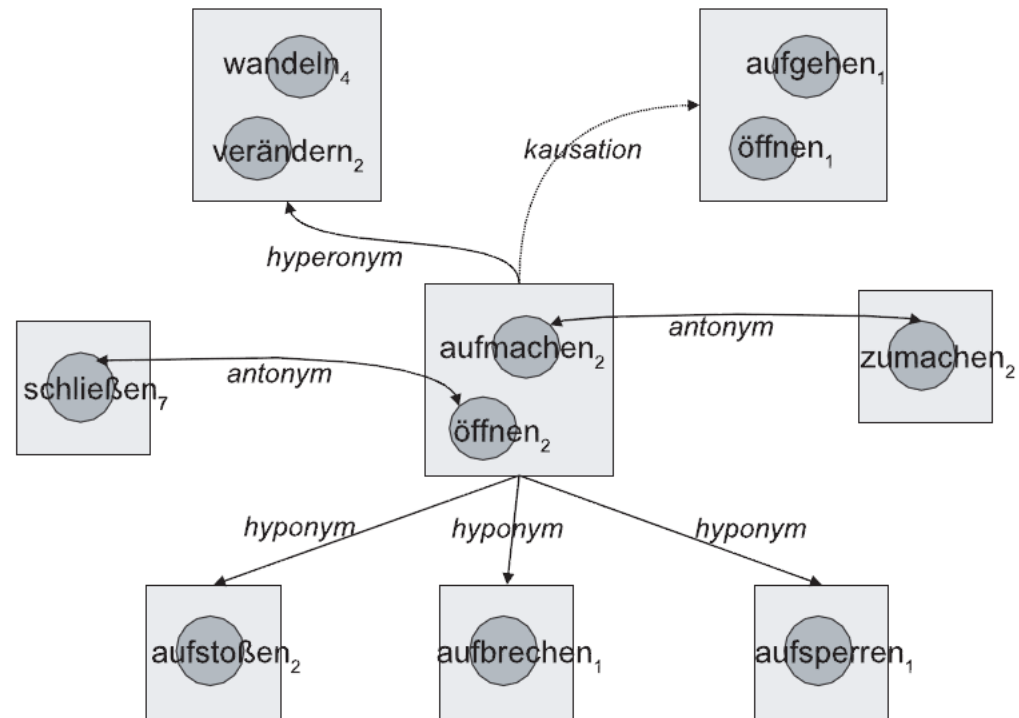 wandeln₄
aufgehen₁
verändern₂
kausation
öffnen₁
hyperonym
aufmachen₂
antonym
zumachen₂
schließen₇
antonym
öffnen₂
hyponym
hyponym
hyponym
aufstoßen₂
aufbrechen₁
aufsperren₁